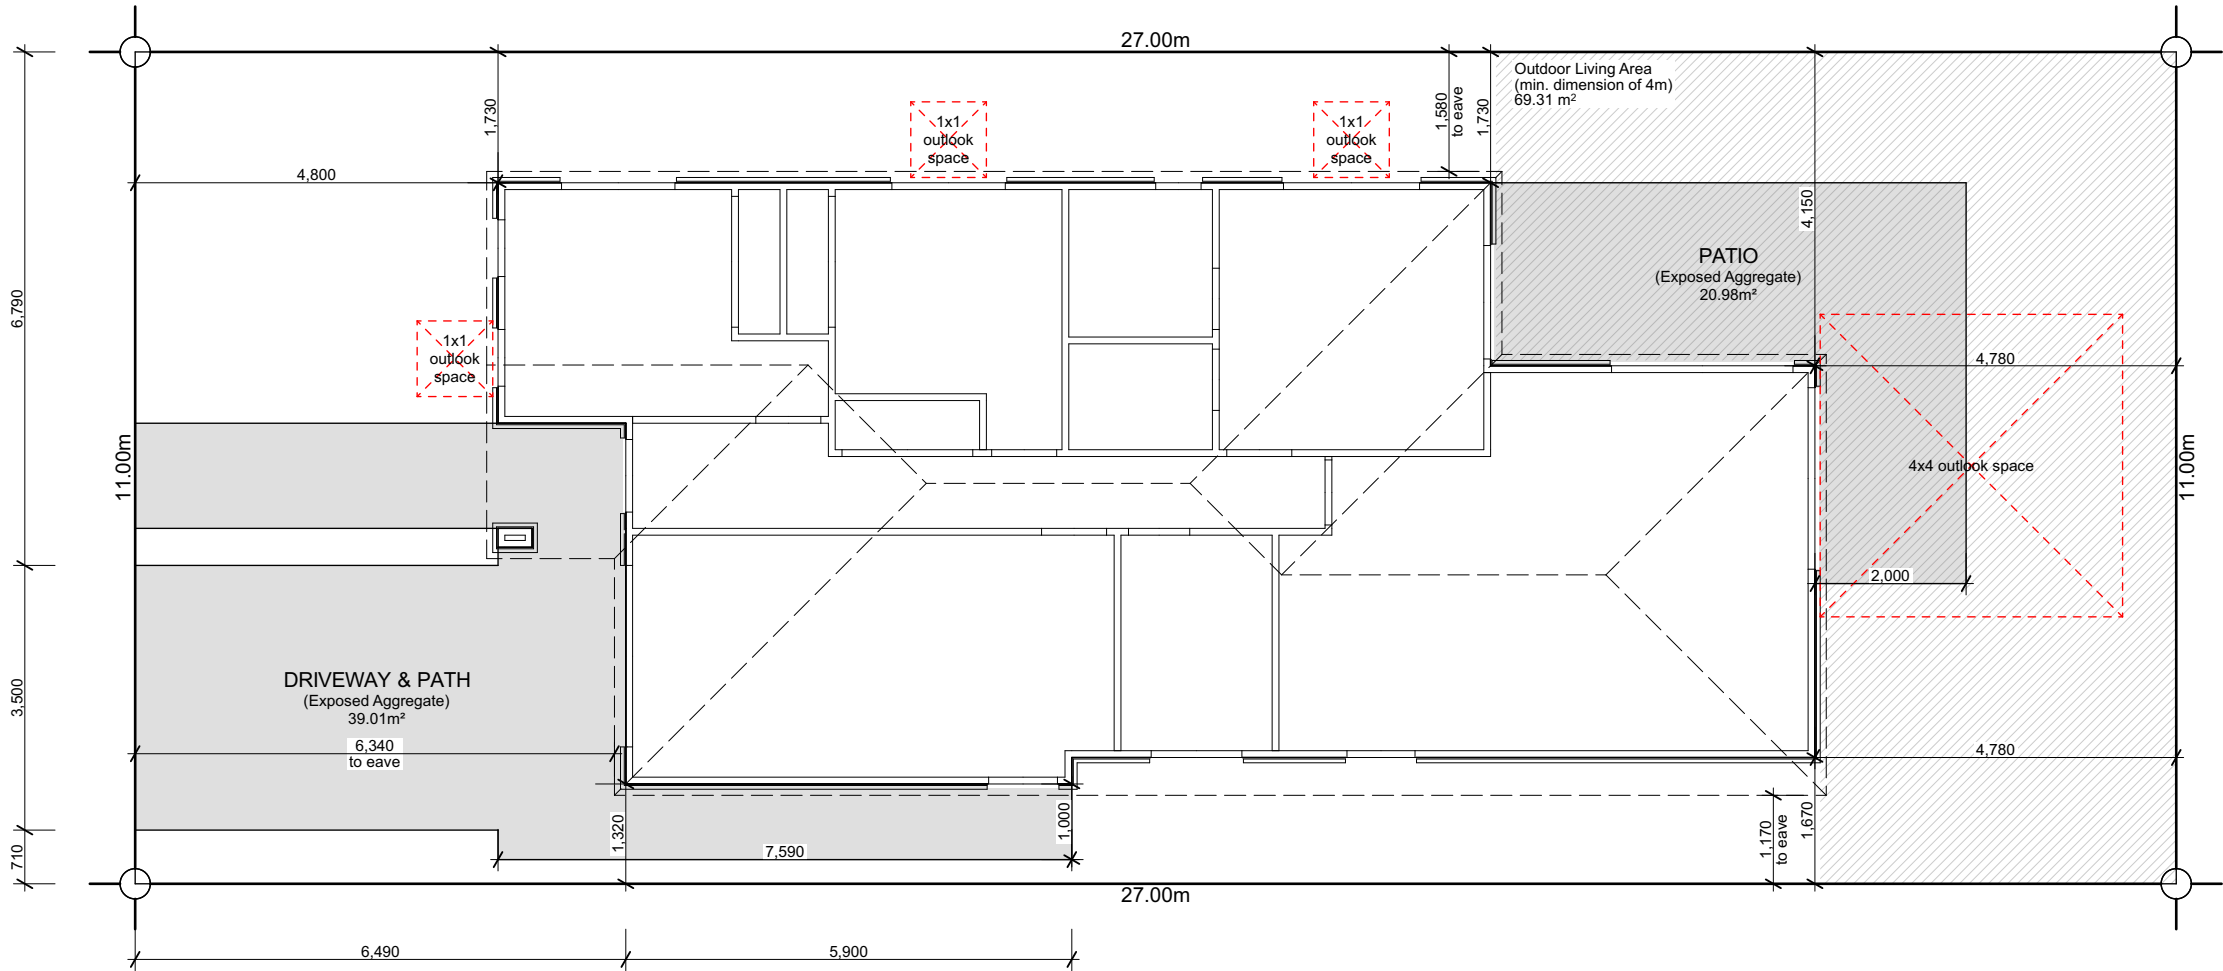 27.00m
Outdoor Living Area
(min. dimension of 4m)
69.31 m²
1,730
1,580
to eave
1,730
1x1
outlook
space
1x1
outlook
space
4,800
4,150
PATIO
(Exposed Aggregate)
20.98m²
6,790
1x1
outlook
space
4,780
11.00m
4x4 outlook space
11.00m
2,000
DRIVEWAY & PATH
(Exposed Aggregate)
39.01m²
3,500
6,340
to eave
4,780
1,320
1,000
1,170
to eave
1,670
710
7,590
27.00m
6,490
5,900